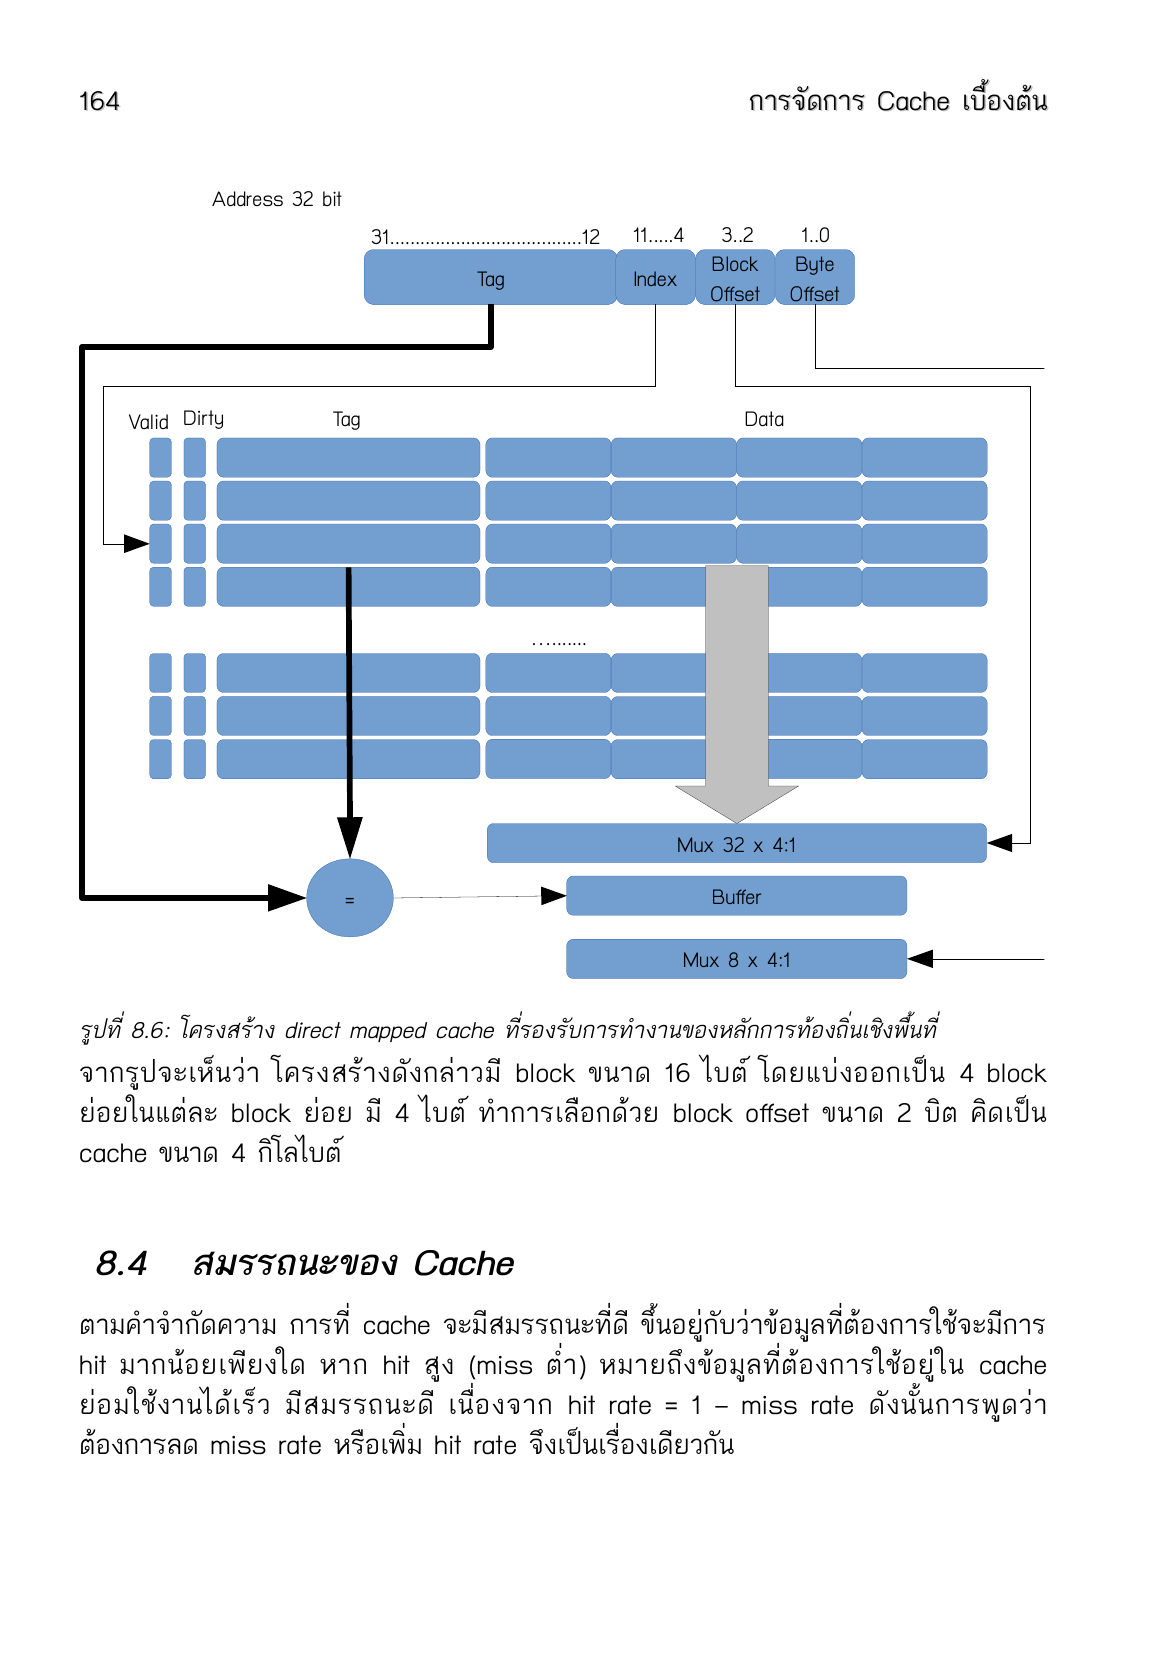 164 การจัดการ Cache เบื้องต้น
Address 32 bit
31......................................12 11.....4 3..2 1..0
Tag Index Block Offset Byte Offset
Valid Dirty Tag Data
..........
Mux 32 x 4:1
= Buffer
Mux 8 x 4:1
รูปที่ 8.6: โครงสร้าง direct mapped cache ที่รองรับการทำงานของหลักการท้องถิ่นเชิงพื้นที่
จากรูปจะเห็นว่า โครงสร้างดังกล่าวมี block ขนาด 16 ไบต์ โดยแบ่งออกเป็น 4 block
ย่อยในแต่ละ block ย่อย มี 4 ไบต์ ทำการเลือกด้วย block offset ขนาด 2 บิต คิดเป็น
cache ขนาด 4 กิโลไบต์
8.4 สมรรถนะของ Cache
ตามคำจำกัดความ การที่ cache จะมีสมรรถนะที่ดี ขึ้นอยู่กับว่าข้อมูลที่ต้องการใช้จะมีการ
hit มากน้อยเพียงใด หาก hit สูง (miss ต่ำ) หมายถึงข้อมูลที่ต้องการใช้อยู่ใน cache
ย่อมใช้งานได้เร็ว มีสมรรถนะดี เนื่องจาก hit rate = 1 – miss rate ดังนั้นการพูดว่า
ต้องการลด miss rate หรือเพิ่ม hit rate จึงเป็นเรื่องเดียวกัน